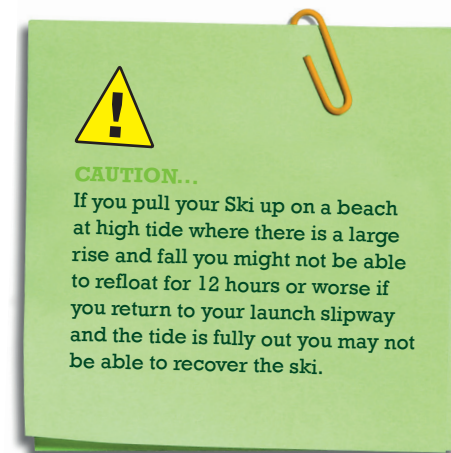 CAUTION...
If you pull your Ski up on a beach
at high tide where there is a large
rise and fall you might not be able
to refloat for 12 hours or worse if
you return to your launch slipway
and the tide is fully out you may not
be able to recover the ski.